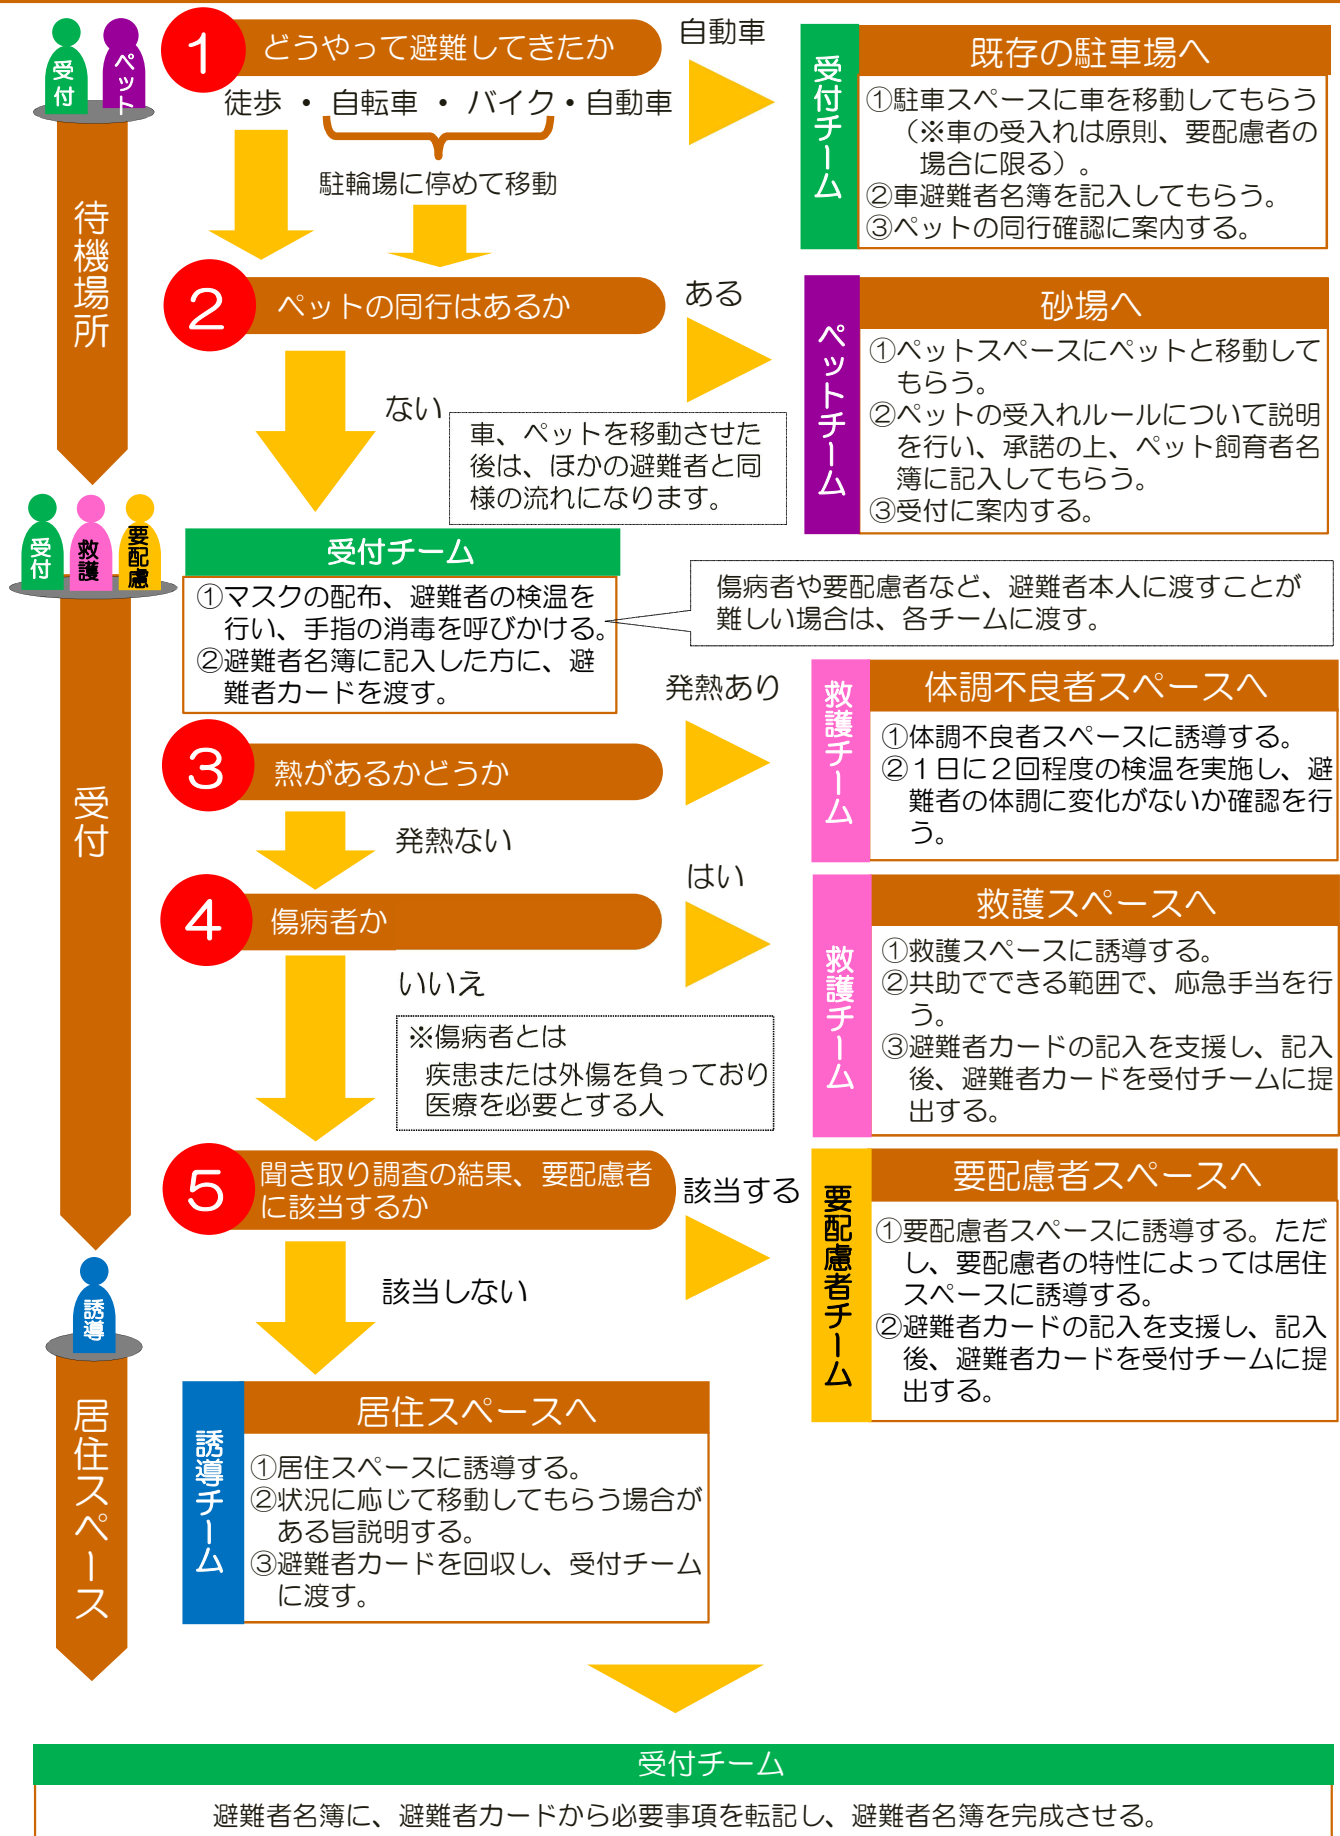 受付
ペット
1
どうやって避難してきたか
自動車
徒歩 ・ 自転車 ・ バイク・自動車
駐輪場に停めて移動
受付チーム
既存の駐車場へ
①駐車スペースに車を移動してもらう
（※車の受入れは原則、要配慮者の
場合に限る）。
②車避難者名簿を記入してもらう。
③ペットの同行確認に案内する。
待機場所
2
ペットの同行はあるか
ある
ない
車、ペットを移動させた
後は、ほかの避難者と同
様の流れになります。
ペットチーム
砂場へ
①ペットスペースにペットと移動して
もらう。
②ペットの受入れルールについて説明
を行い、承諾の上、ペット飼育者名
簿に記入してもらう。
③受付に案内する。
受付
救護
要配慮
受付チーム
①マスクの配布、避難者の検温を
行い、手指の消毒を呼びかける。
②避難者名簿に記入した方に、避
難者カードを渡す。
傷病者や要配慮者など、避難者本人に渡すことが
難しい場合は、各チームに渡す。
受付
3
熱があるかどうか
発熱あり
発熱ない
救護チーム
体調不良者スペースへ
①体調不良者スペースに誘導する。
②１日に２回程度の検温を実施し、避
難者の体調に変化がないか確認を行
う。
4
傷病者か
はい
いいえ
※傷病者とは
疾患または外傷を負っており
医療を必要とする人
救護チーム
救護スペースへ
①救護スペースに誘導する。
②共助でできる範囲で、応急手当を行
う。
③避難者カードの記入を支援し、記入
後、避難者カードを受付チームに提
出する。
5
聞き取り調査の結果、要配慮者
に該当するか
該当する
該当しない
要配慮者チーム
要配慮者スペースへ
①要配慮者スペースに誘導する。ただ
し、要配慮者の特性によっては居住
スペースに誘導する。
②避難者カードの記入を支援し、記入
後、避難者カードを受付チームに提
出する。
誘導
居住スペース
誘導チーム
居住スペースへ
①居住スペースに誘導する。
②状況に応じて移動してもらう場合が
ある旨説明する。
③避難者カードを回収し、受付チーム
に渡す。
受付チーム
避難者名簿に、避難者カードから必要事項を転記し、避難者名簿を完成させる。